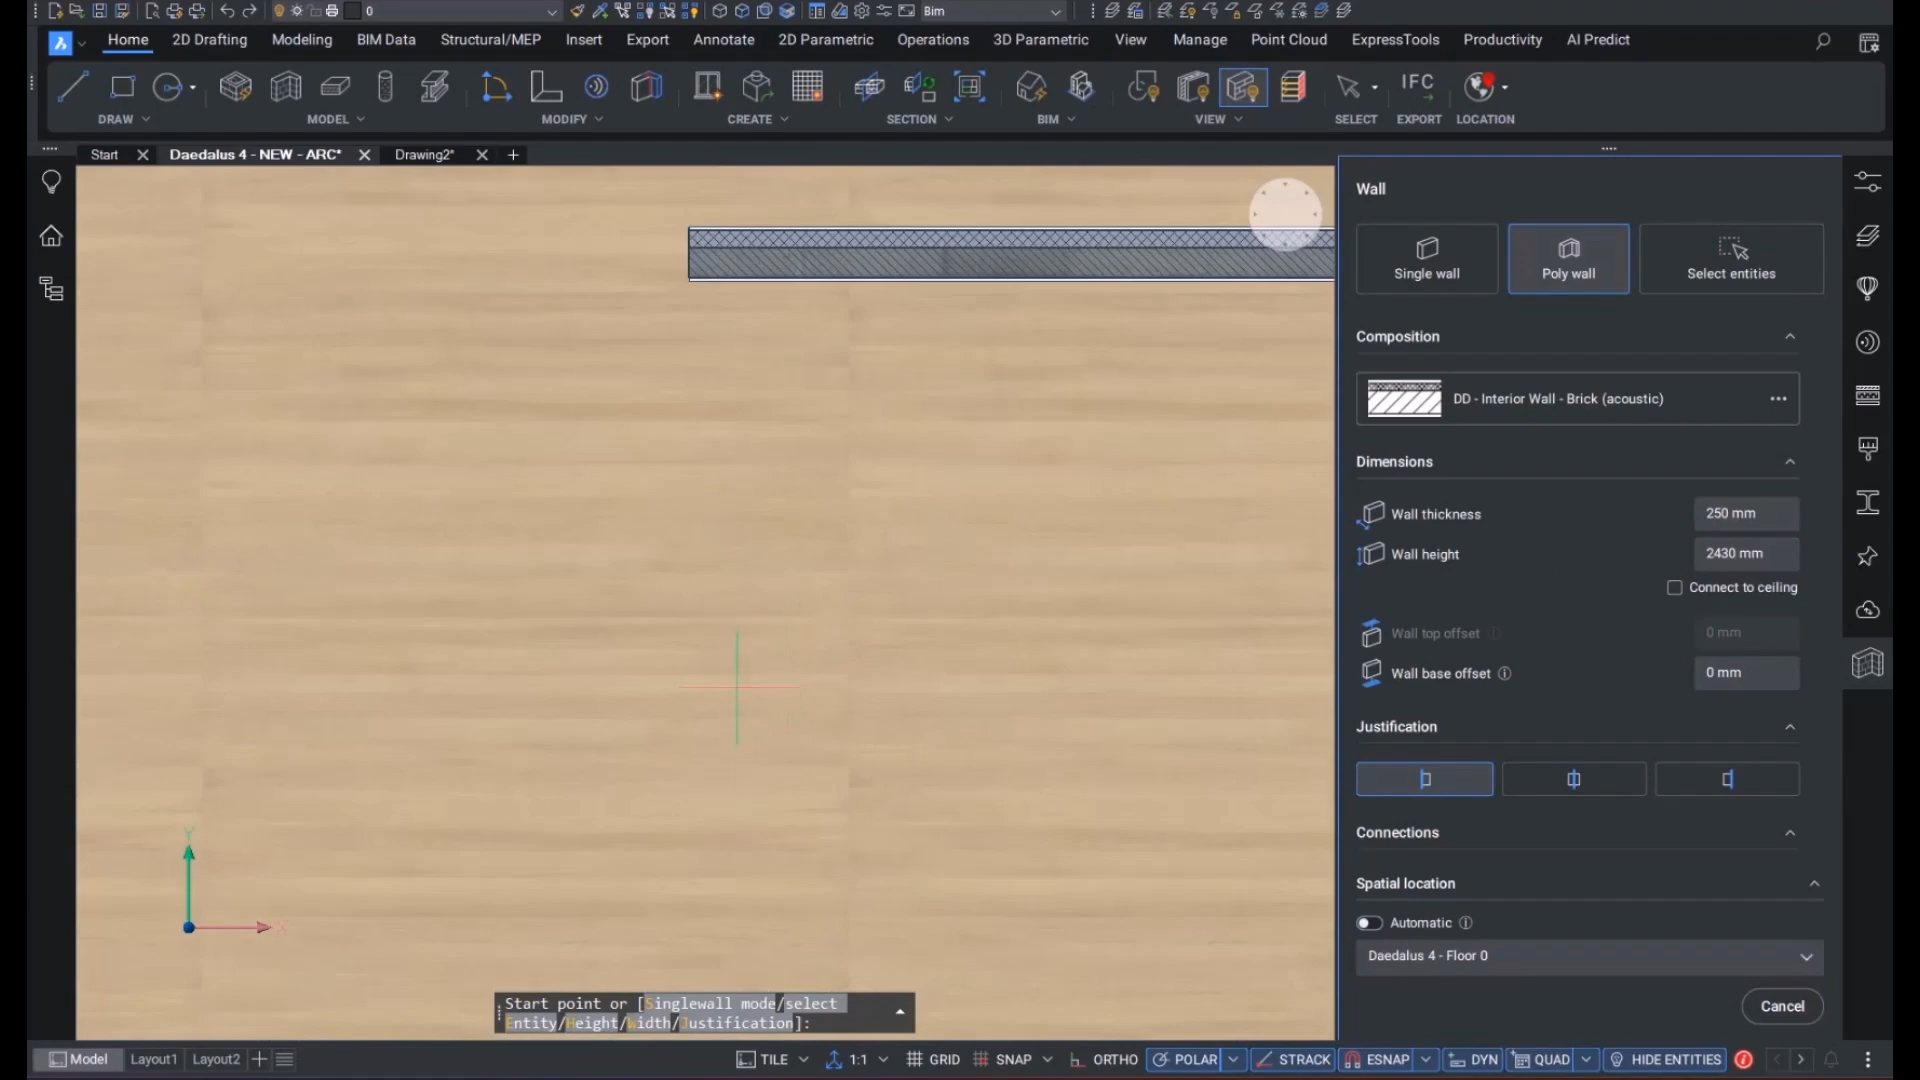 0
Bim
Home 2D Drafting Modeling BIM Data Structural/MEP Insert Export Annotate 2D Parametric Operations 3D Parametric View Manage Point Cloud ExpressTools Productivity AI Predict
IFC
DRAW MODEL MODIFY CREATE SECTION BIM VIEW SELECT EXPORT LOCATION
Start Daedalus 4 - NEW - ARC* Drawing2*
Wall
Single wall Poly wall Select entities
Composition
DD - Interior Wall - Brick (acoustic)
Dimensions
Wall thickness 250 mm
Wall height 2430 mm
Connect to ceiling
Wall top offset 0 mm
Wall base offset 0 mm
Justification
Connections
Spatial location
Automatic
Daedalus 4 - Floor 0
Cancel
Y
X
Start point or [Singlewall mode/select
Entity/Height/Width/Justification]:
Model Layout1 Layout2 TILE 1:1 GRID SNAP ORTHO POLAR STRACK ESNAP DYN QUAD HIDE ENTITIES